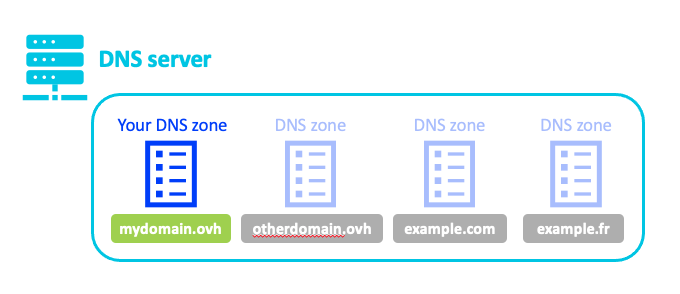 DNS server
Your DNS zone
DNS zone
DNS zone
DNS zone
mydomain.ovh
otherdomain.ovh
example.com
example.fr